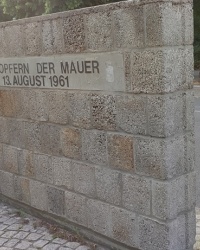 OPFERN DER MAUER
13. AUGUST 1961